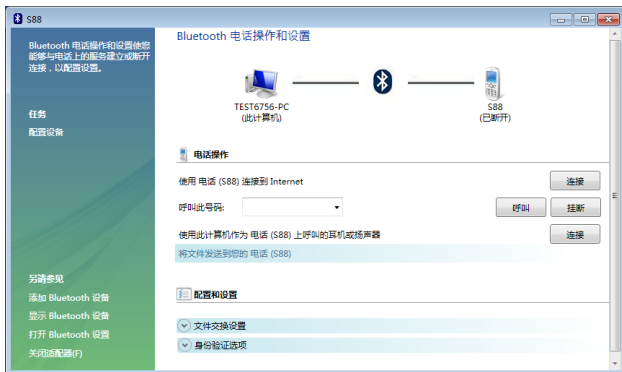 S88
Bluetooth 电话操作和设置使您
能够与电话上的服务建立或断开
连接，以配置设置。
任务
配置设备
另请参见
添加 Bluetooth 设备
显示 Bluetooth 设备
打开 Bluetooth 设置
关闭适配器(F)
Bluetooth 电话操作和设置
TEST6756-PC
(此计算机)
S88
(已断开)
电话操作
使用 电话 (S88) 连接到 Internet
连接
呼叫此号码:
呼叫
挂断
使用此计算机作为 电话 (S88) 上呼叫的耳机或扬声器
连接
将文件发送到您的 电话 (S88)
配置和设置
文件交换设置
身份验证选项